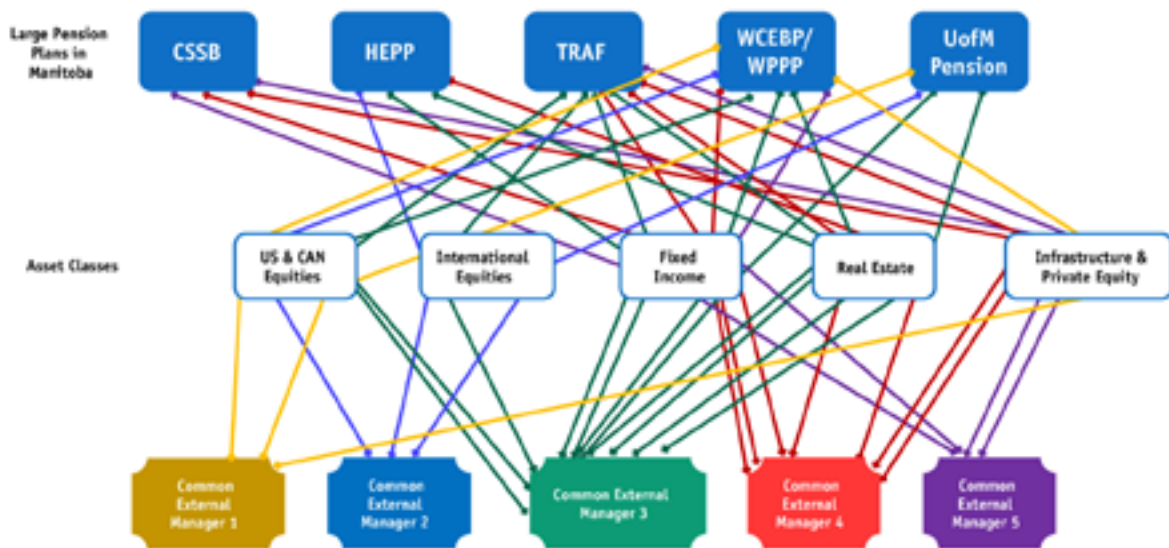 Large Pension
Plans in
Manitoba
CSSB
HEPP
TRAF
WCEBP/
WPPP
UofM
Pension
Asset Classes
US & CAN
Equities
International
Equities
Fixed
Income
Real Estate
Infrastructure &
Private Equity
Common
External
Manager 1
Common
External
Manager 2
Common External
Manager 3
Common
External
Manager 4
Common
External
Manager 5